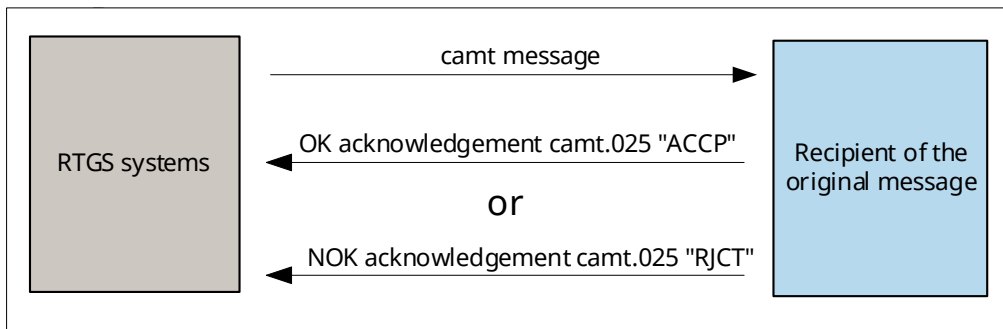 RTGS systems
camt message
OK acknowledgement camt.025 "ACCP"
or
NOK acknowledgement camt.025 "RJCT"
Recipient of the
original message